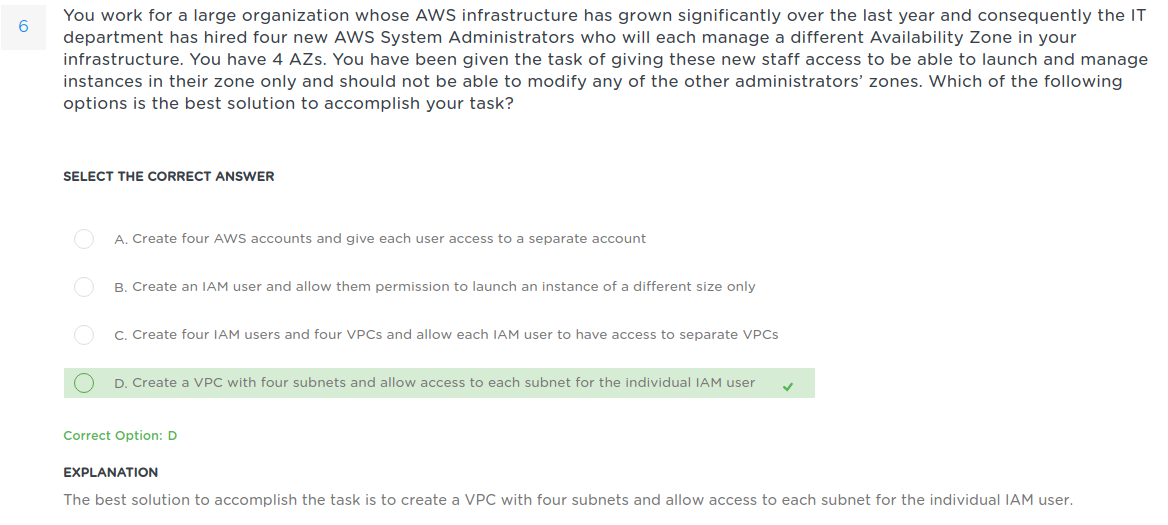 6
You work for a large organization whose AWS infrastructure has grown significantly over the last year and consequently the IT
department has hired four new AWS System Administrators who will each manage a different Availability Zone in your
infrastructure. You have 4 AZs. You have been given the task of giving these new staff access to be able to launch and manage
instances in their zone only and should not be able to modify any of the other administrators’ zones. Which of the following
options is the best solution to accomplish your task?
SELECT THE CORRECT ANSWER
A. Create four AWS accounts and give each user access to a separate account
B. Create an IAM user and allow them permission to launch an instance of a different size only
C. Create four IAM users and four VPCs and allow each IAM user to have access to separate VPCs
D. Create a VPC with four subnets and allow access to each subnet for the individual IAM user
Correct Option: D
EXPLANATION
The best solution to accomplish the task is to create a VPC with four subnets and allow access to each subnet for the individual IAM user.